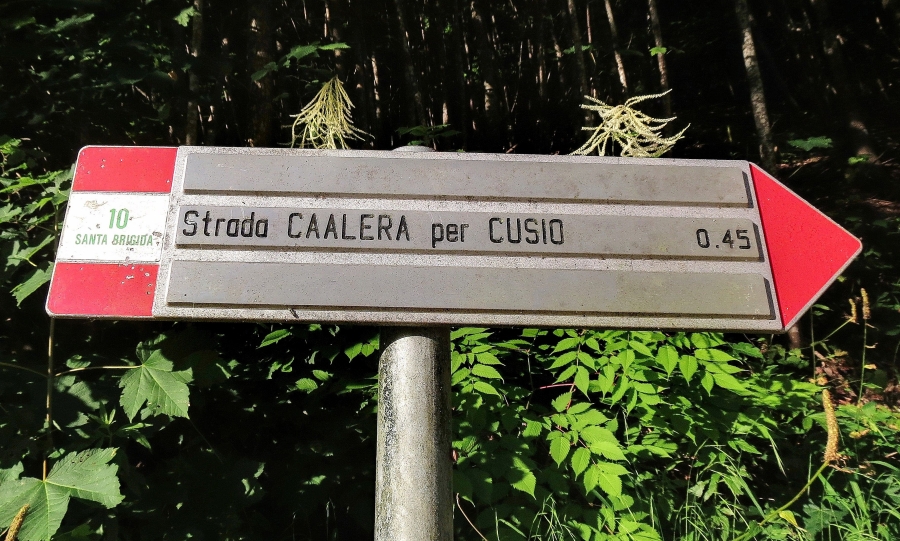 10
SANTA BRIGIDA
Strada CAALERA per CUSIO 0.45